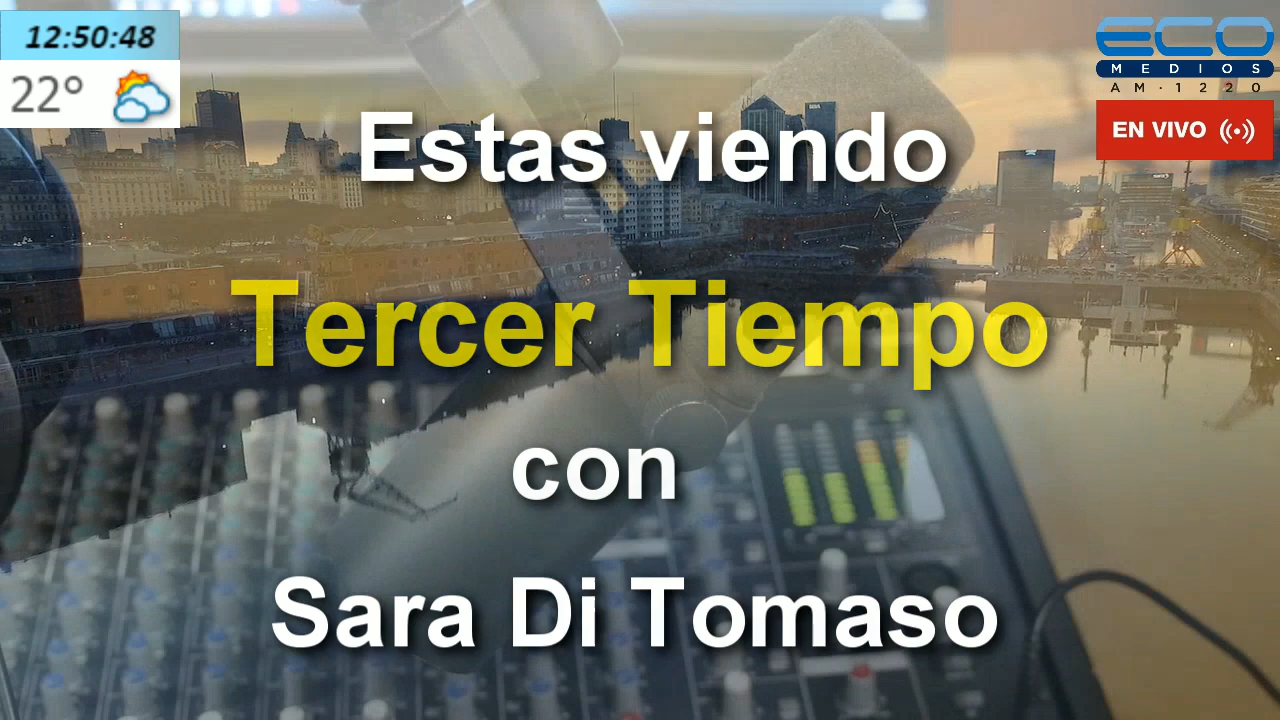 12:50:48
22°
ECO
MEDIOS
AM·1220
EN VIVO
Estas viendo
Tercer Tiempo
con
Sara Di Tomaso